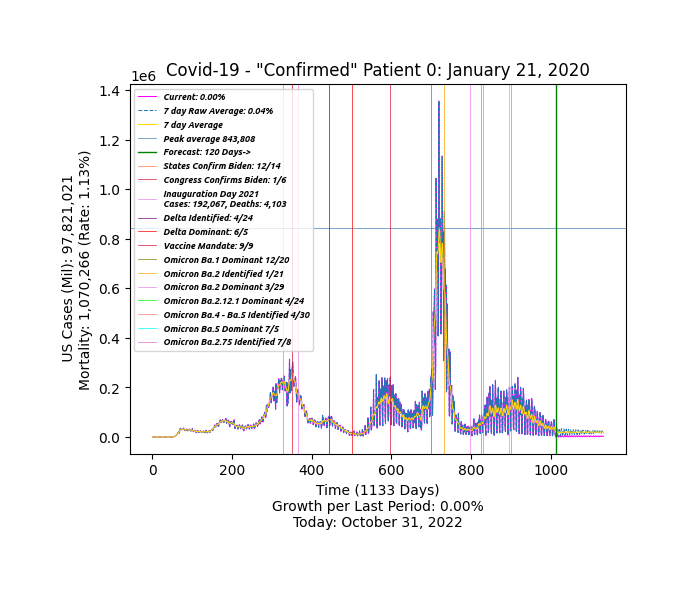 Covid-19 - "Confirmed" Patient 0: January 21, 2020
1e6
1.4
1.2
1.0
0.8
0.6
0.4
0.2
0.0
US Cases (Mil): 97,821,021
Mortality: 1,070,266 (Rate: 1.13%)
Current: 0.00%
7 day Raw Average: 0.04%
7 day Average
Peak average 843,808
Forecast: 120 Days->
States Confirm Biden: 12/14
Congress Confirms Biden: 1/6
Inauguration Day 2021
Cases: 192,067, Deaths: 4,103
Delta Identified: 4/24
Delta Dominant: 6/5
Vaccine Mandate: 9/9
Omicron Ba.1 Dominant 12/20
Omicron Ba.2 Identified 1/21
Omicron Ba.2 Dominant 3/29
Omicron Ba.2.12.1 Dominant 4/24
Omicron Ba.4 - Ba.5 Identified 4/30
Omicron Ba.5 Dominant 7/5
Omicron Ba.2.75 Identified 7/8
0 200 400 600 800 1000
Time (1133 Days)
Growth per Last Period: 0.00%
Today: October 31, 2022